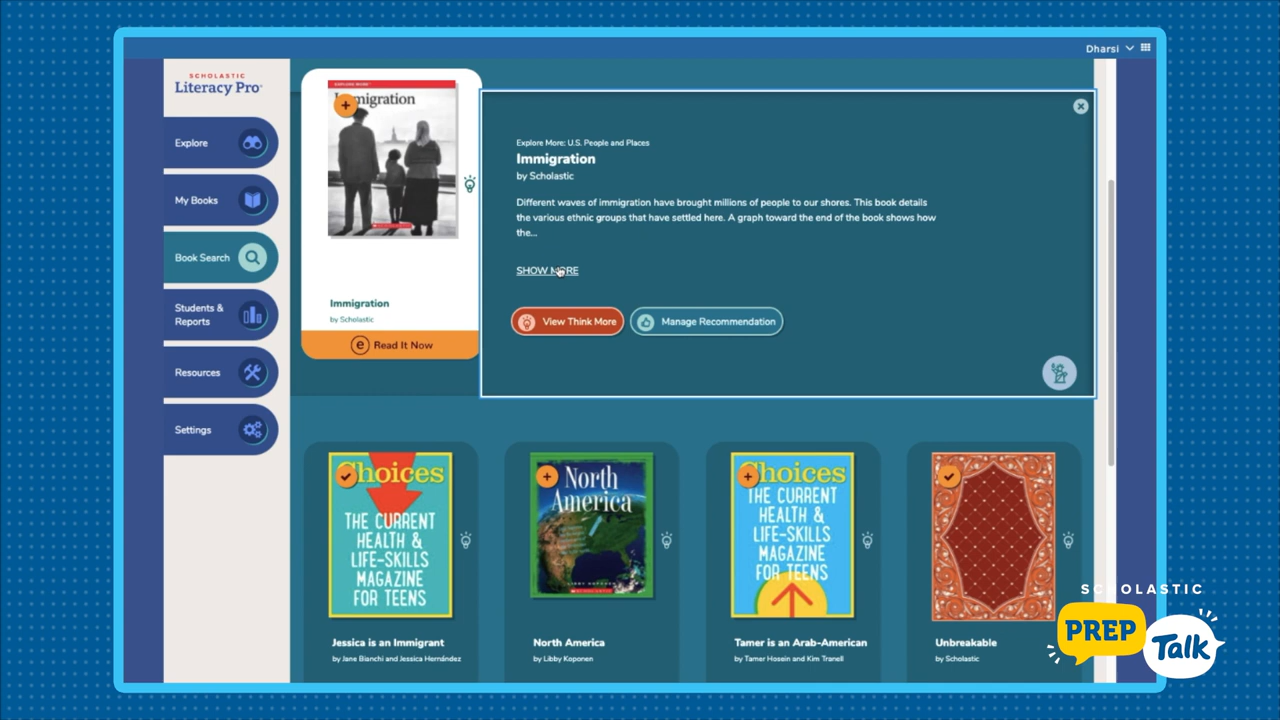 Dharsi
SCHOLASTIC
Literacy Pro
Explore
My Books
Book Search
Students &
Reports
Resources
Settings
EXPLORE MORE
Immigration
SCHOLASTIC
Immigration
by Scholastic
e Read It Now
Explore More: U.S. People and Places
Immigration
by Scholastic
Different waves of immigration have brought millions of people to our shores. This book details
the various ethnic groups that have settled here. A graph toward the end of the book shows how
the...
SHOW MORE
View Think More
Manage Recommendation
Choices
THE CURRENT
HEALTH &
LIFE-SKILLS
MAGAZINE
FOR TEENS
Jessica is an Immigrant
by Jane Bianchi and Jessica Hernández
North
America
LIBBY KOPONEN
North America
by Libby Koponen
Choices
THE CURRENT
HEALTH &
LIFE-SKILLS
MAGAZINE
FOR TEENS
Tamer is an Arab-American
by Tamer Hosein and Kim Tranell
Unbreakable
by Scholastic
SCHOLASTIC
PREP
Talk